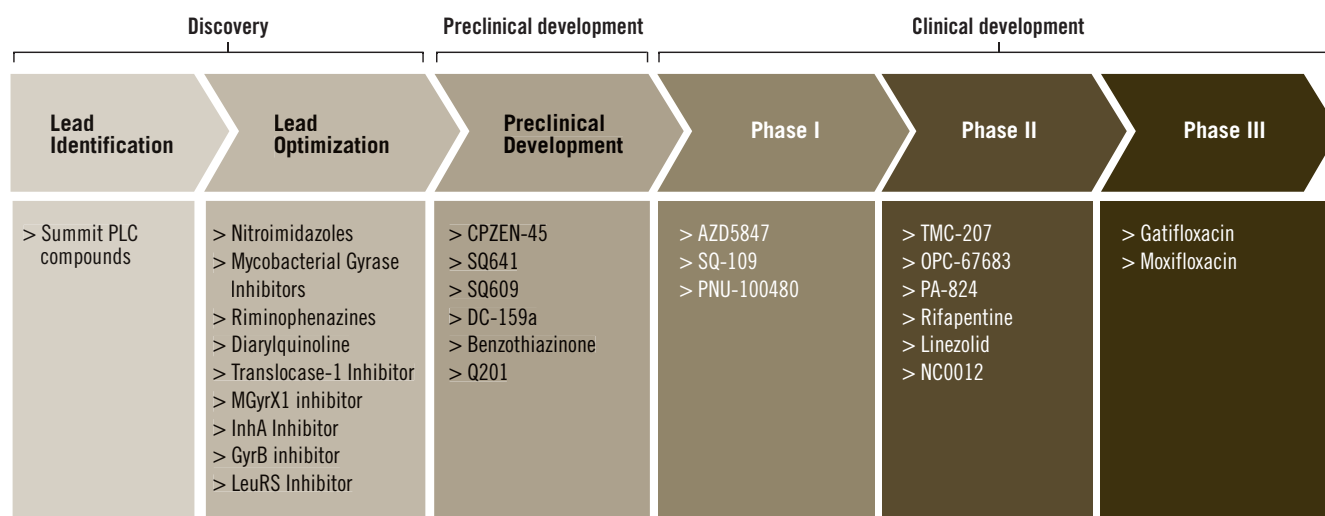 Discovery
Preclinical development
Clinical development
Lead
Identification
Lead
Optimization
Preclinical
Development
Phase I
Phase II
Phase III
> Summit PLC
compounds
> Nitroimidazoles
> Mycobacterial Gyrase
Inhibitors
> Riminophenazines
> Diarylquinoline
> Translocase-1 Inhibitor
> MGyrX1 inhibitor
> InhA Inhibitor
> GyrB inhibitor
> LeuRS Inhibitor
> CPZEN-45
> SQ641
> SQ609
> DC-159a
> Benzothiazinone
> Q201
> AZD5847
> SQ-109
> PNU-100480
> TMC-207
> OPC-67683
> PA-824
> Rifapentine
> Linezolid
> NC0012
> Gatifloxacin
> Moxifloxacin